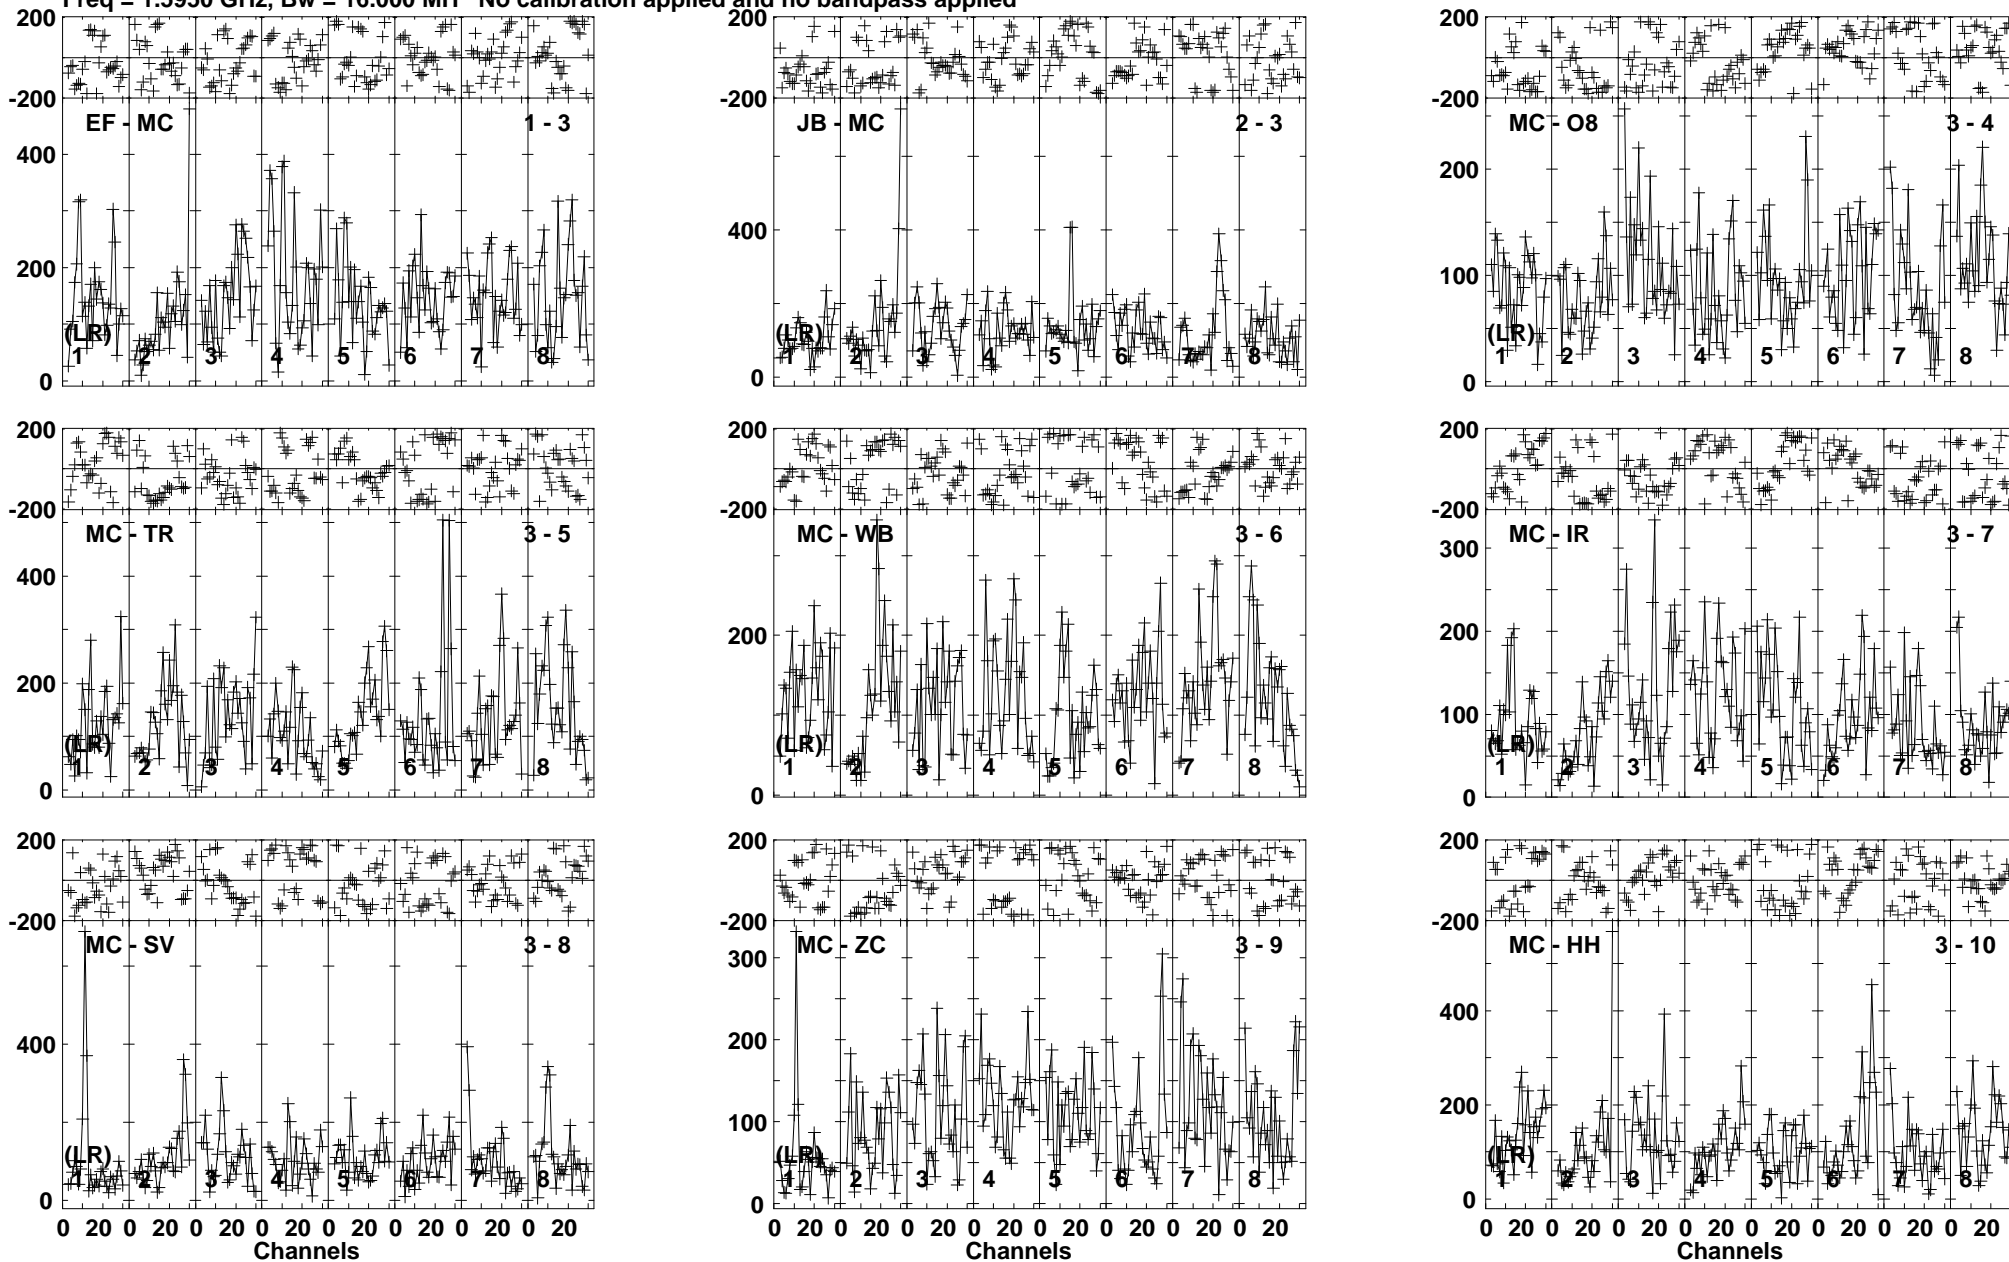 Freq = 1.5950 GHz, Bw = 16.000 MH No calibration applied and no bandpass applied
200
-200
EF - MC 1 - 3
400
200
0
(LR)
1 2 3 4 5 6 7 8
200
-200
JB - MC 2 - 3
400
0
(LR)
1 2 3 4 5 6 7 8
200
-200
MC - O8 3 - 4
200
100
0
(LR)
1 2 3 4 5 6 7 8
200
-200
MC - TR 3 - 5
400
200
0
(LR)
1 2 3 4 5 6 7 8
200
-200
MC - WB 3 - 6
200
0
(LR)
1 2 3 4 5 6 7 8
200
-200
MC - IR 3 - 7
300
200
100
0
(LR)
1 2 3 4 5 6 7 8
200
-200
MC - SV 3 - 8
400
0
(LR)
1 2 3 4 5 6 7 8
0 20 0 20 0 20 0 20 0 20 0 20 0 20 0 20
Channels
200
-200
MC - ZC 3 - 9
300
200
100
0
(LR)
1 2 3 4 5 6 7 8
0 20 0 20 0 20 0 20 0 20 0 20 0 20 0 20
Channels
200
-200
MC - HH 3 - 10
400
200
0
(LR)
1 2 3 4 5 6 7 8
0 20 0 20 0 20 0 20 0 20 0 20 0 20 0 20
Channels